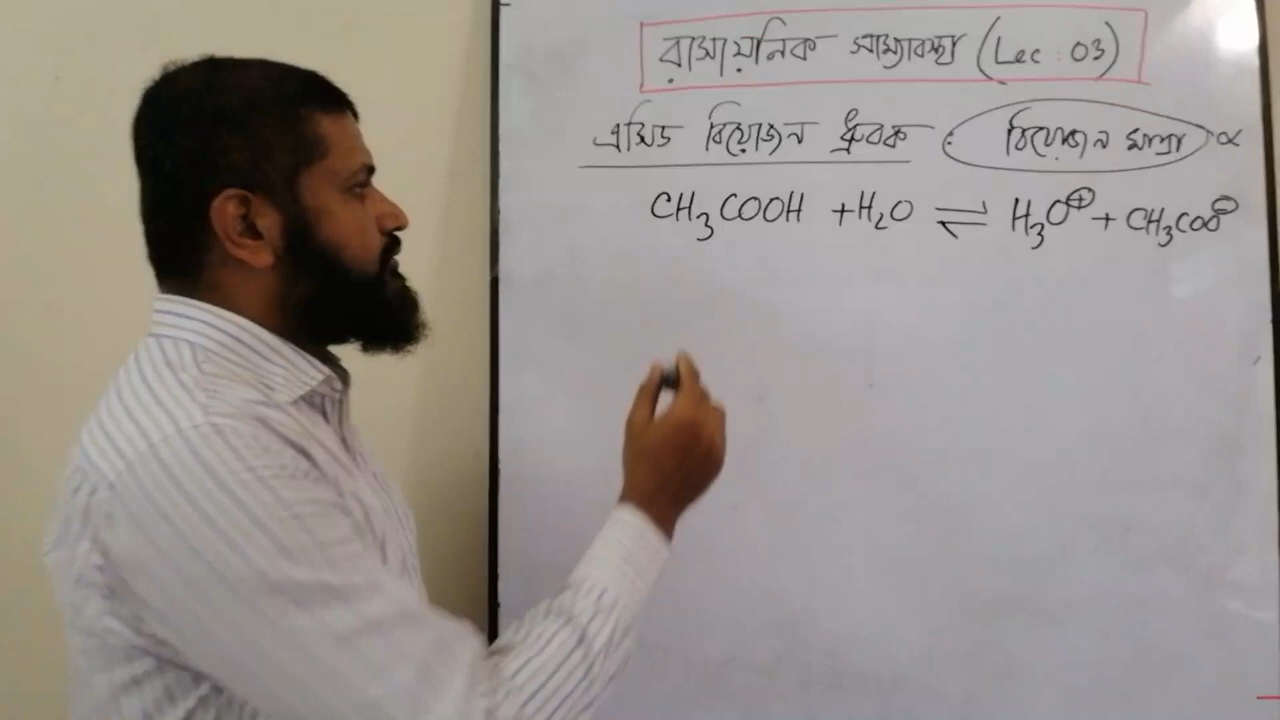 রাসায়নিক সাম্যাবস্থা (Lec : 03)
এসিড বিয়োজন ধ্রুবক : বিয়োজন মাত্রা α
CH₃COOH + H₂O ⇌ H₃O⊕ + CH₃COO⊖